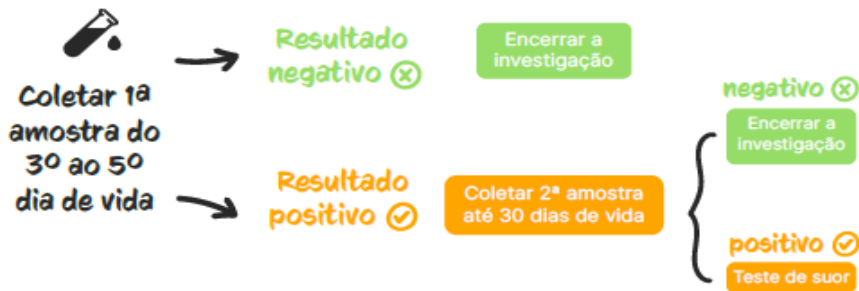 Coletar 1ª
amostra do
3º ao 5º
dia de vida
Resultado
negativo
Encerrar a
investigação
Resultado
positivo
Coletar 2ª amostra
até 30 dias de vida
negativo
Encerrar a
investigação
positivo
Teste de suor